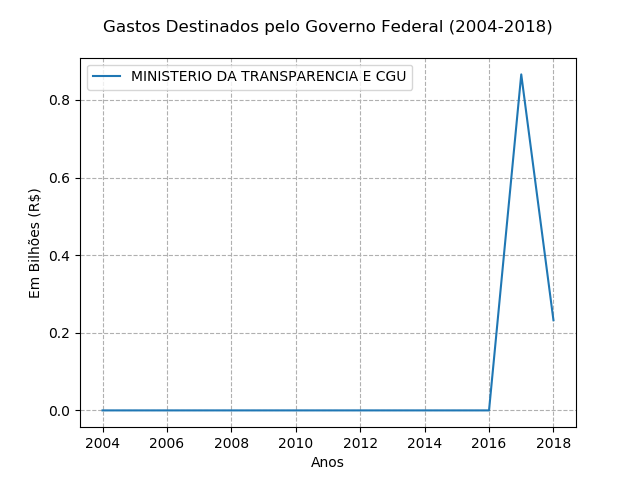 Gastos Destinados pelo Governo Federal (2004-2018)
MINISTERIO DA TRANSPARENCIA E CGU
0.8
0.6
0.4
0.2
0.0
Em Bilhões (R$)
2004 2006 2008 2010 2012 2014 2016 2018
Anos